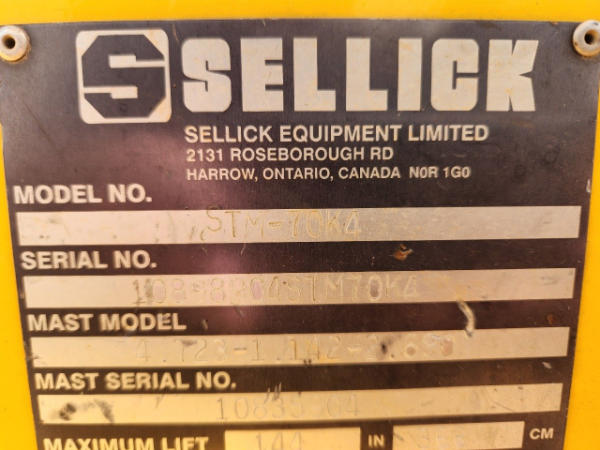 S SELLICK
SELLICK EQUIPMENT LIMITED
2131 ROSEBOROUGH RD
HARROW, ONTARIO, CANADA N0R 1G0
MODEL NO.
STM-70K4
SERIAL NO.
MAST MODEL
MAST SERIAL NO.
MAXIMUM LIFT 144 IN CM